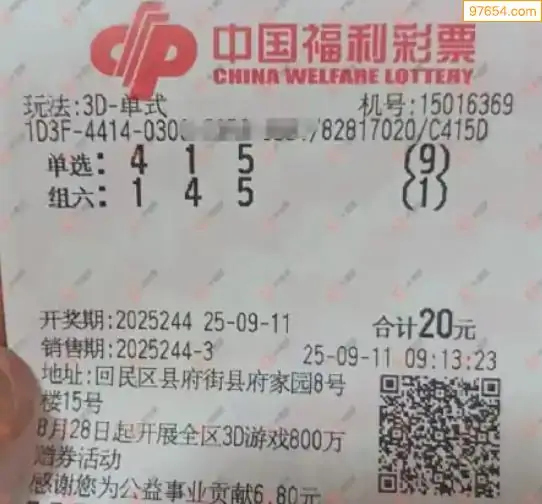 97654.com
中国福利彩票
CHINA WELFARE LOTTERY
玩法:3D-单式 机号:15016369
1D3F-4414-030 /82817020/C415D
单选: 4 1 5 (9)
组六: 1 4 5 (1)
开奖期:2025244 25-09-11 合计20元
销售期:2025244-3 25-09-11 09:13:23
地址:回民区县府街县府家园8号
楼15号
8月28日起开展全区3D游戏800万
赠券活动
感谢您为公益事业贡献6.80元